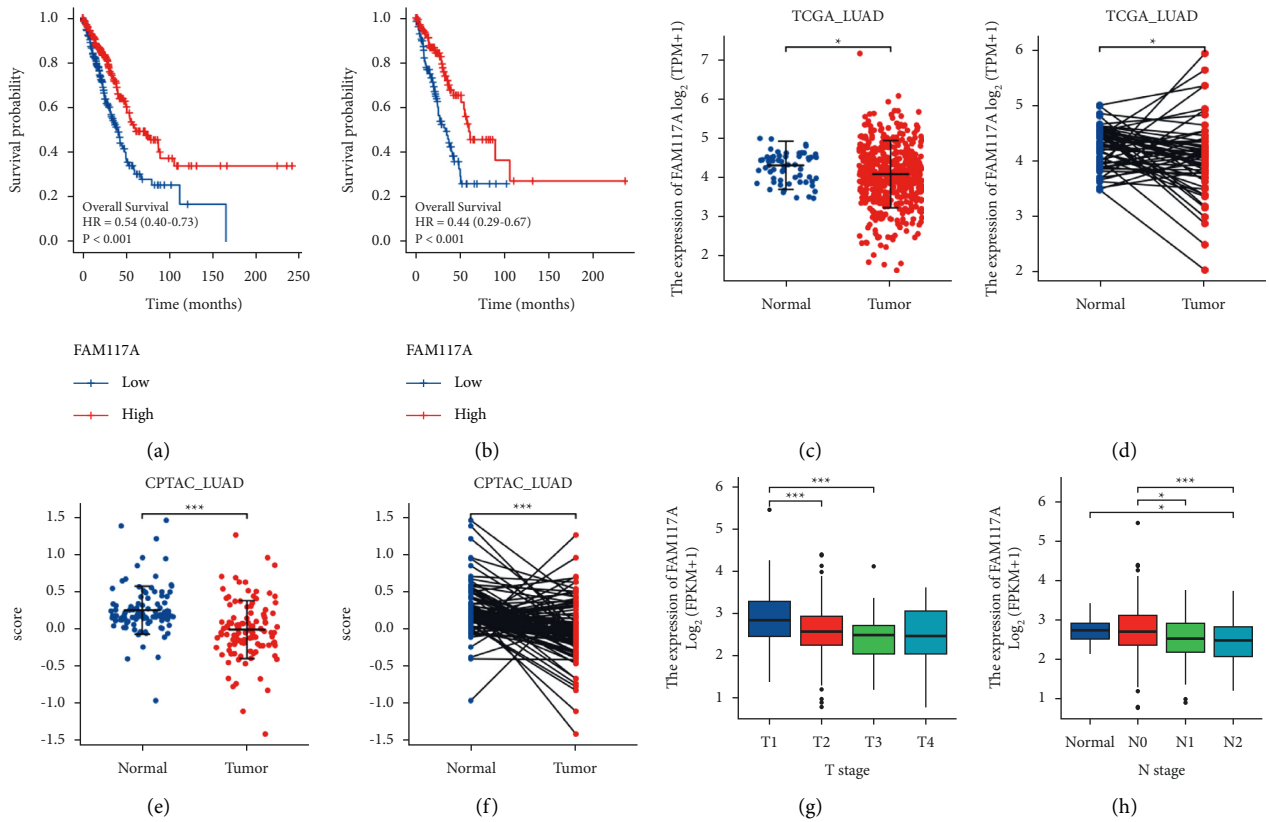 1.0
0.8
0.6
0.4
0.2
0.0
Survival probability
Overall Survival
HR = 0.54 (0.40-0.73)
P < 0.001
0 50 100 150 200 250
Time (months)
FAM117A
Low
High
(a)
1.0
0.8
0.6
0.4
0.2
0.0
Survival probability
Overall Survival
HR = 0.44 (0.29-0.67)
P < 0.001
0 50 100 150 200
Time (months)
FAM117A
Low
High
(b)
TCGA_LUAD
*
The expression of FAM117A log2 (TPM+1)
7
6
5
4
3
2
Normal Tumor
(c)
TCGA_LUAD
*
The expression of FAM117A log2 (TPM+1)
6
5
4
3
2
Normal Tumor
(d)
CPTAC_LUAD
***
score
1.5
1.0
0.5
0.0
-0.5
-1.0
-1.5
Normal Tumor
(e)
CPTAC_LUAD
***
score
1.5
1.0
0.5
0.0
-0.5
-1.0
-1.5
Normal Tumor
(f)
***
***
The expression of FAM117A
Log2 (FPKM+1)
6
5
4
3
2
1
T1 T2 T3 T4
T stage
(g)
***
*
*
The expression of FAM117A
Log2 (FPKM+1)
6
5
4
3
2
1
Normal N0 N1 N2
N stage
(h)